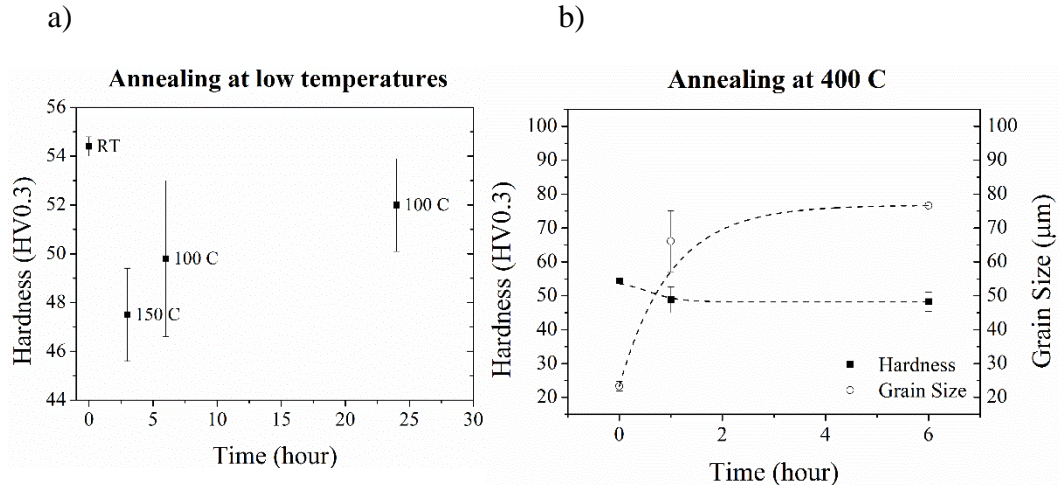 a)
b)
Annealing at low temperatures
56
54
52
50
48
46
44
Hardness (HV0.3)
RT
150 C
100 C
100 C
0
5
10
15
20
25
30
Time (hour)
Annealing at 400 C
100
90
80
70
60
50
40
30
20
Hardness (HV0.3)
100
90
80
70
60
50
40
30
20
Grain Size (μm)
Hardness
Grain Size
0
2
4
6
Time (hour)